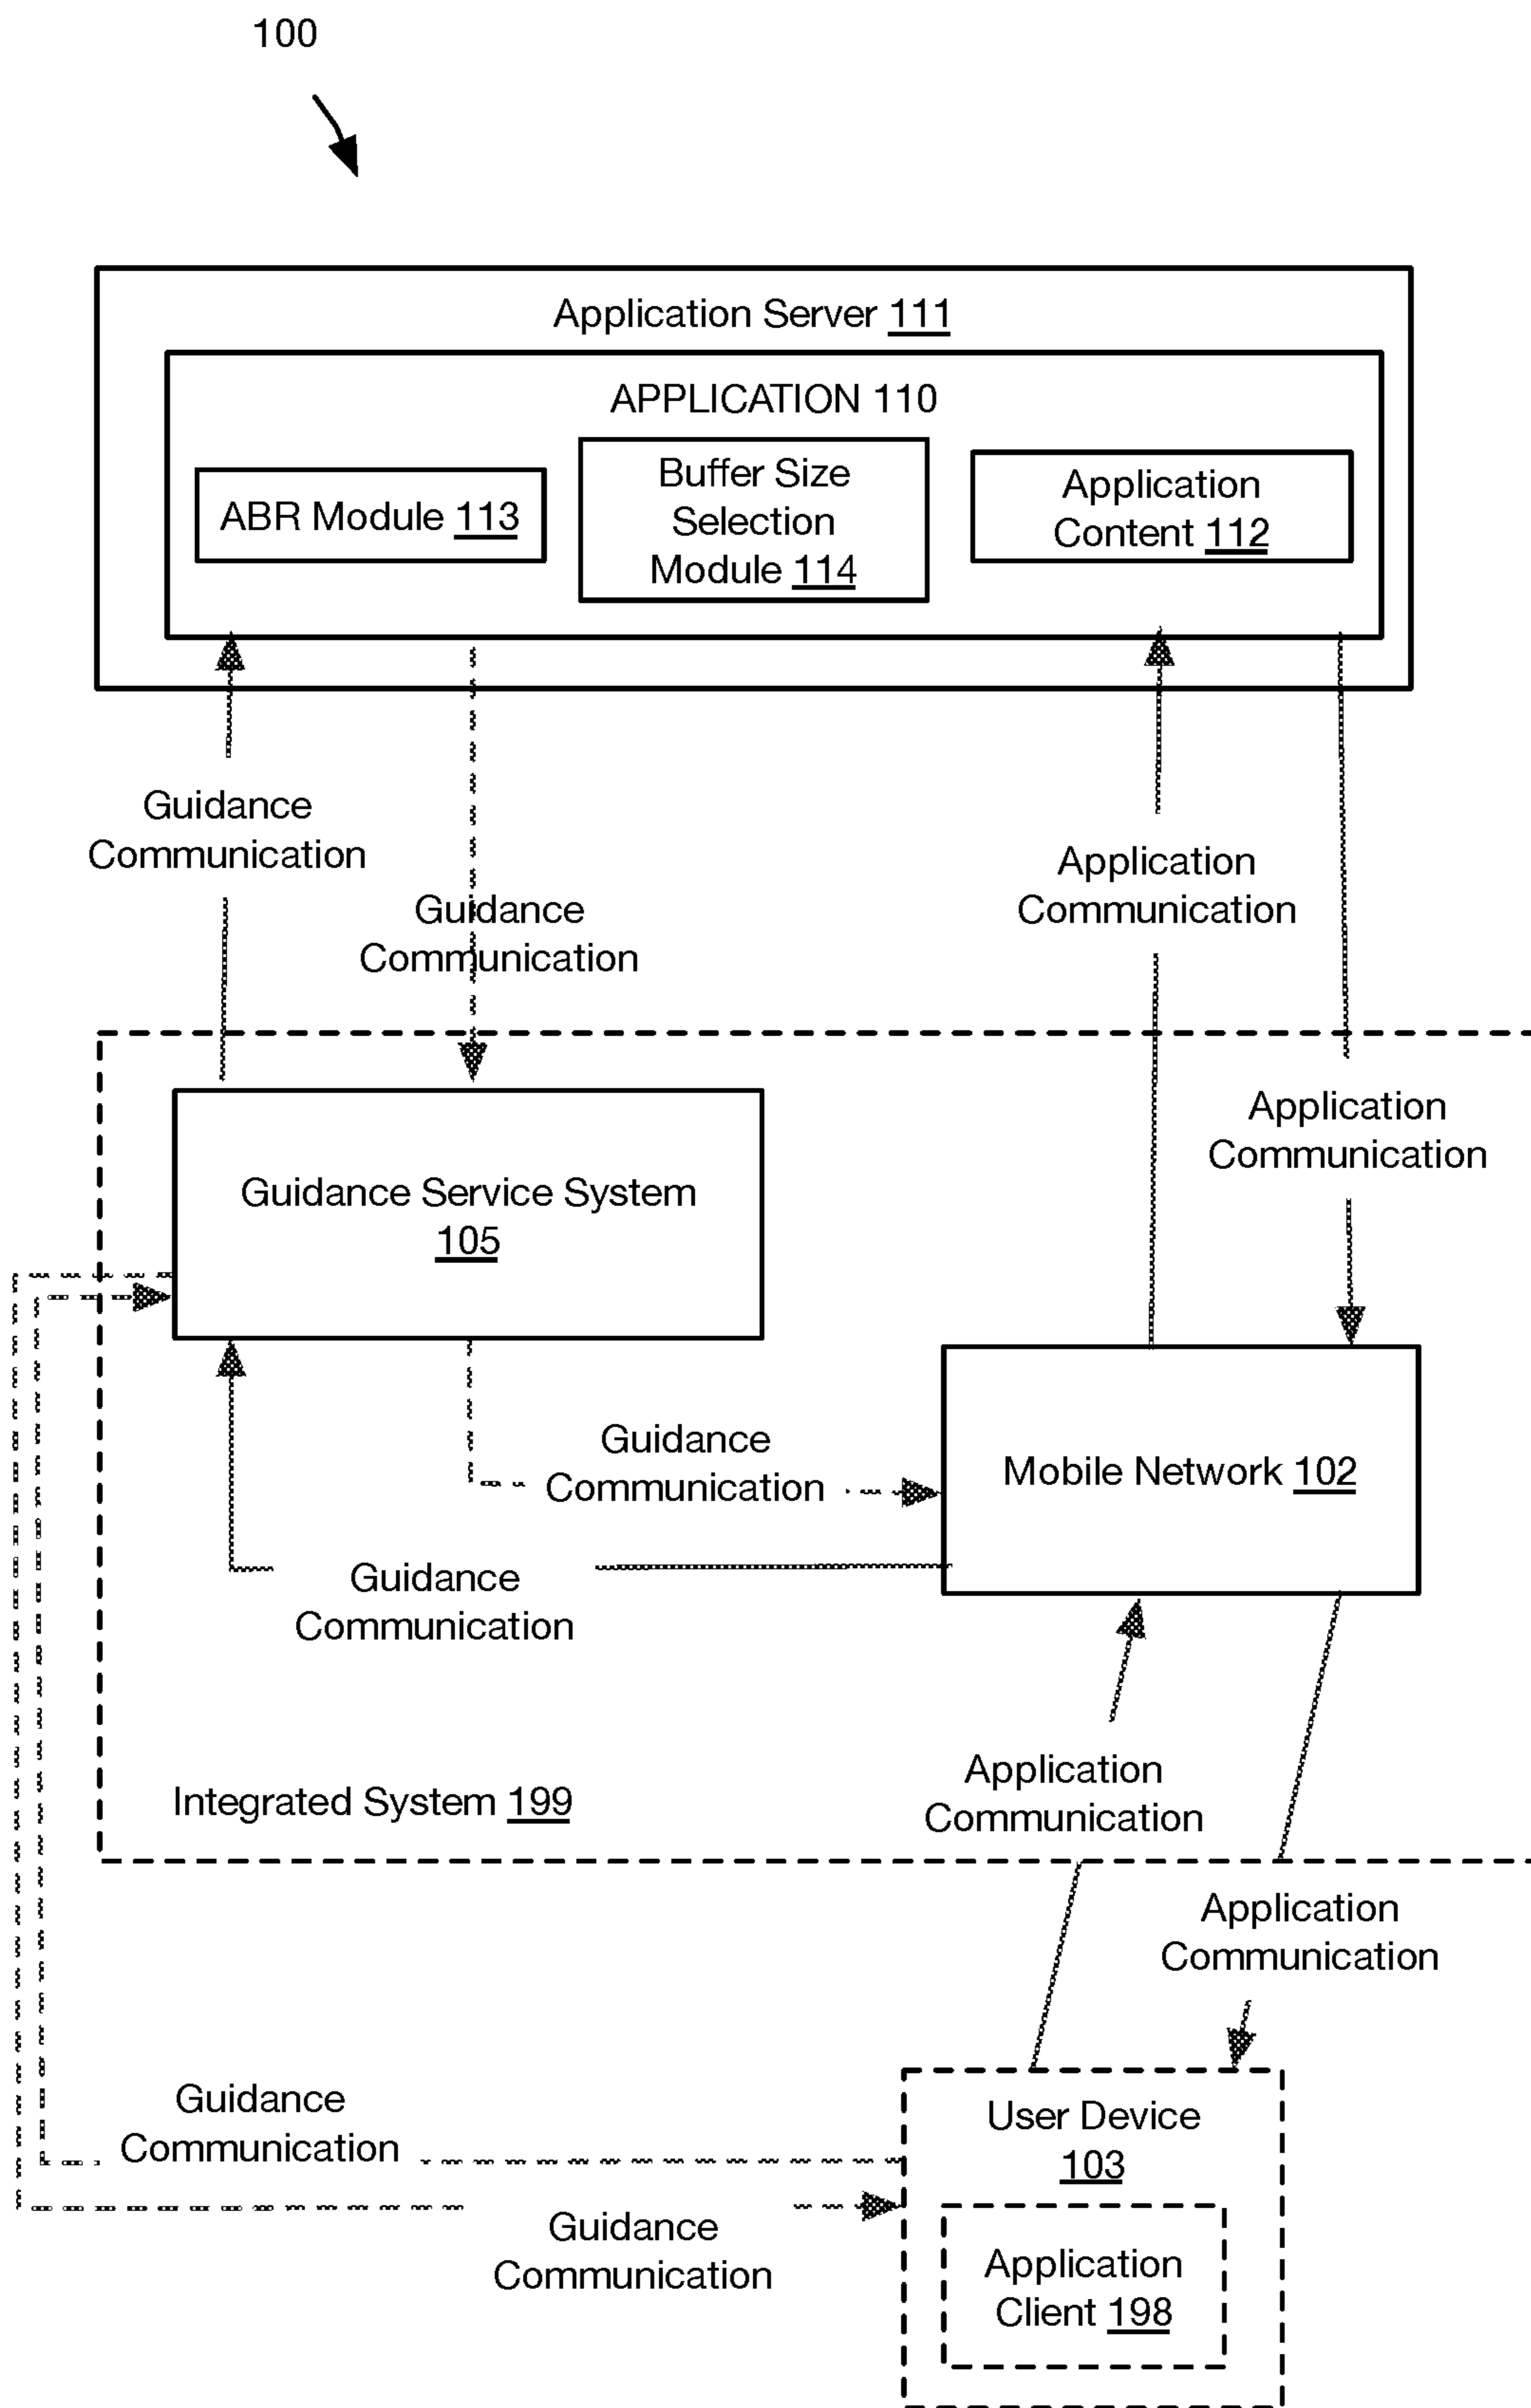 100
Application Server 111
APPLICATION 110
ABR Module 113
Buffer Size
Selection
Module 114
Application
Content 112
Guidance
Communication
Guidance
Communication
Application
Communication
Application
Communication
Guidance Service System
105
Guidance
Communication
Mobile Network 102
Guidance
Communication
Application
Communication
Integrated System 199
Application
Communication
Guidance
Communication
User Device
103
Guidance
Communication
Application
Client 198